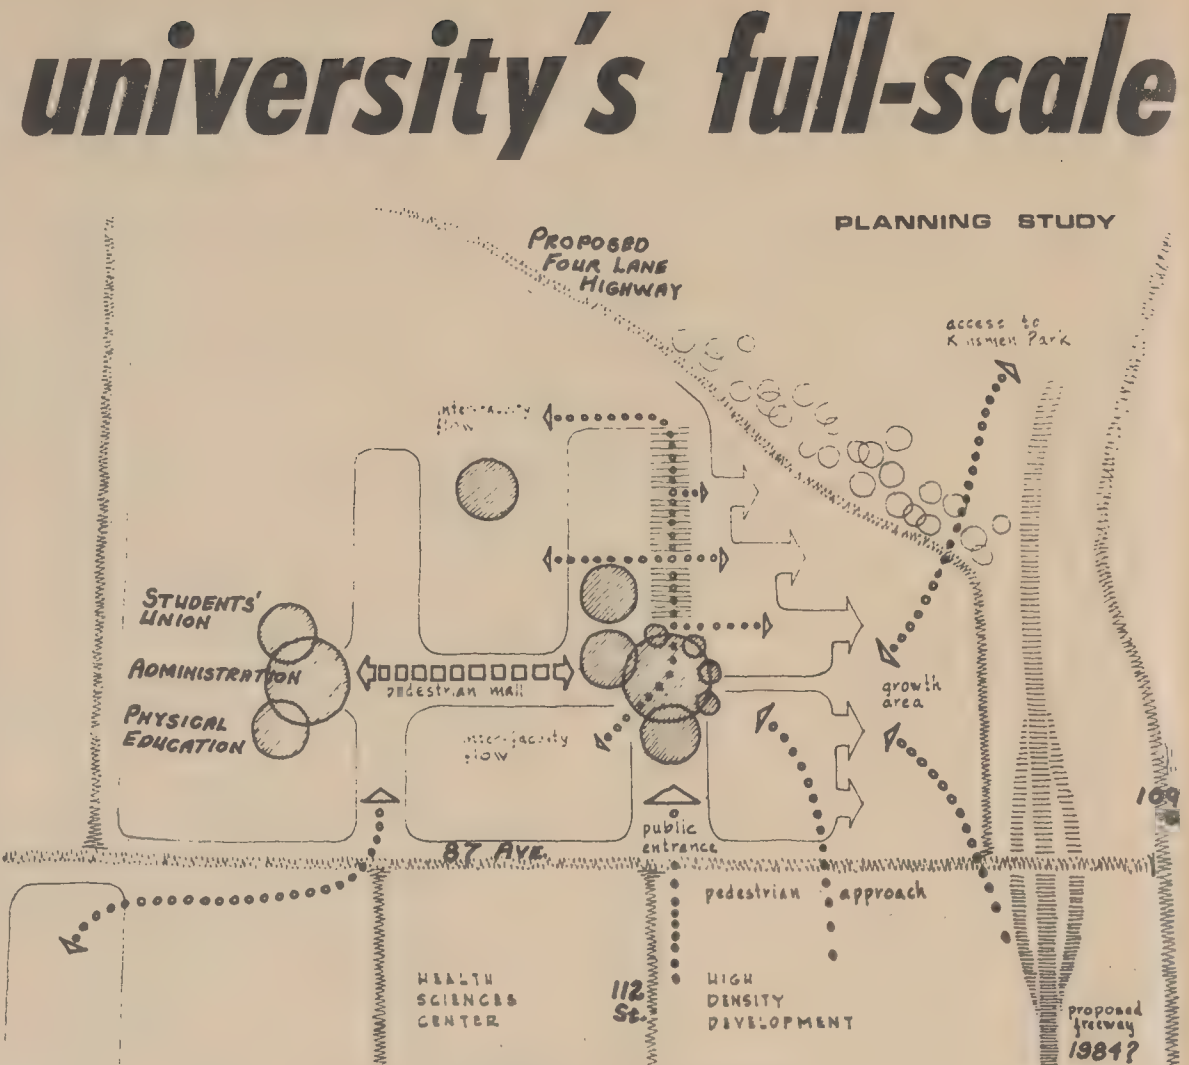 university's full-scale
PLANNING STUDY
PROPOSED
FOUR LANE
HIGHWAY
access to
Kinsmen Park
flow
STUDENTS'
UNION
ADMINISTRATION
pedestrian mall
PHYSICAL
EDUCATION
growth
area
inter-faculty
flow
109
public
entrance
87 AVE.
pedestrian approach
HEALTH
SCIENCES
CENTER
112
St.
HIGH
DENSITY
DEVELOPMENT
proposed
freeway
1984?